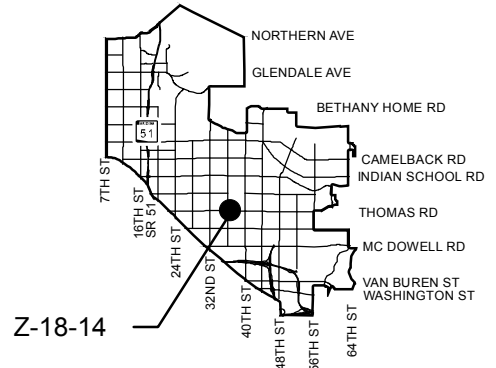 NORTHERN AVE
GLENDALE AVE
BETHANY HOME RD
51
CAMELBACK RD
INDIAN SCHOOL RD
THOMAS RD
MC DOWELL RD
VAN BUREN ST
WASHINGTON ST
7TH ST
16TH ST
SR 51
24TH ST
32ND ST
40TH ST
48TH ST
56TH ST
64TH ST
Z-18-14